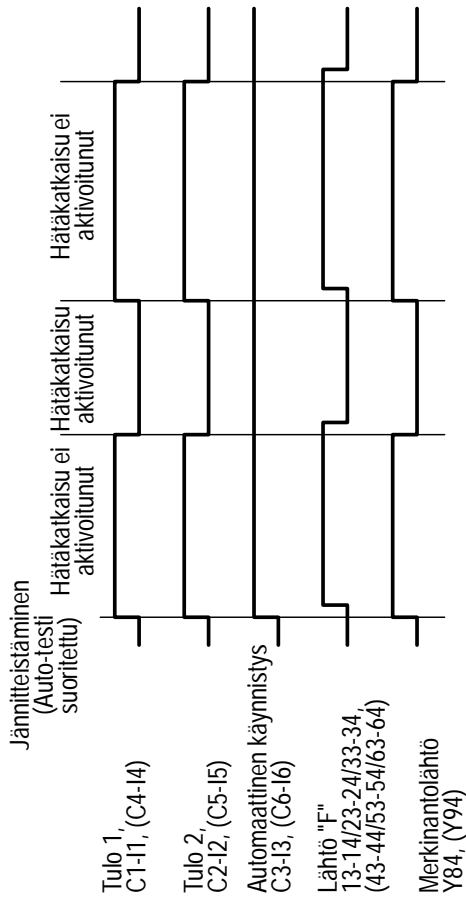 Jännitteistäminen
(Auto-testi
suoritettu)
Hätäkatkaisu ei
aktivoitunut
Hätäkatkaisu
aktivoitunut
Hätäkatkaisu ei
aktivoitunut
Tulo 1,
C1-I1, (C4-I4)
Tulo 2,
C2-I2, (C5-I5)
Automaattinen käynnistys
C3-I3, (C6-I6)
Lähtö "F"
13-14/23-24/33-34,
(43-44/53-54/63-64)
Merkinantolähtö
Y84, (Y94)